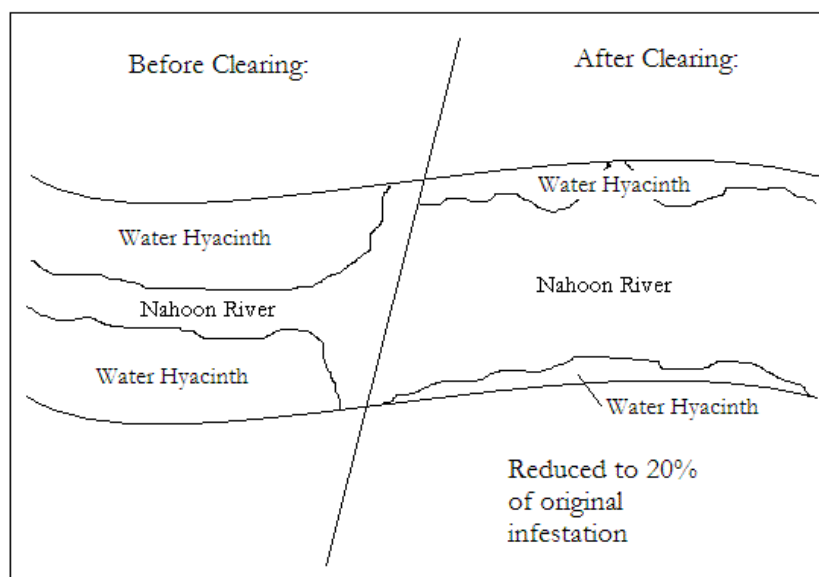 Before Clearing:
After Clearing:
Water Hyacinth
Water Hyacinth
Nahoon River
Nahoon River
Water Hyacinth
Water Hyacinth
Reduced to 20%
of original
infestation